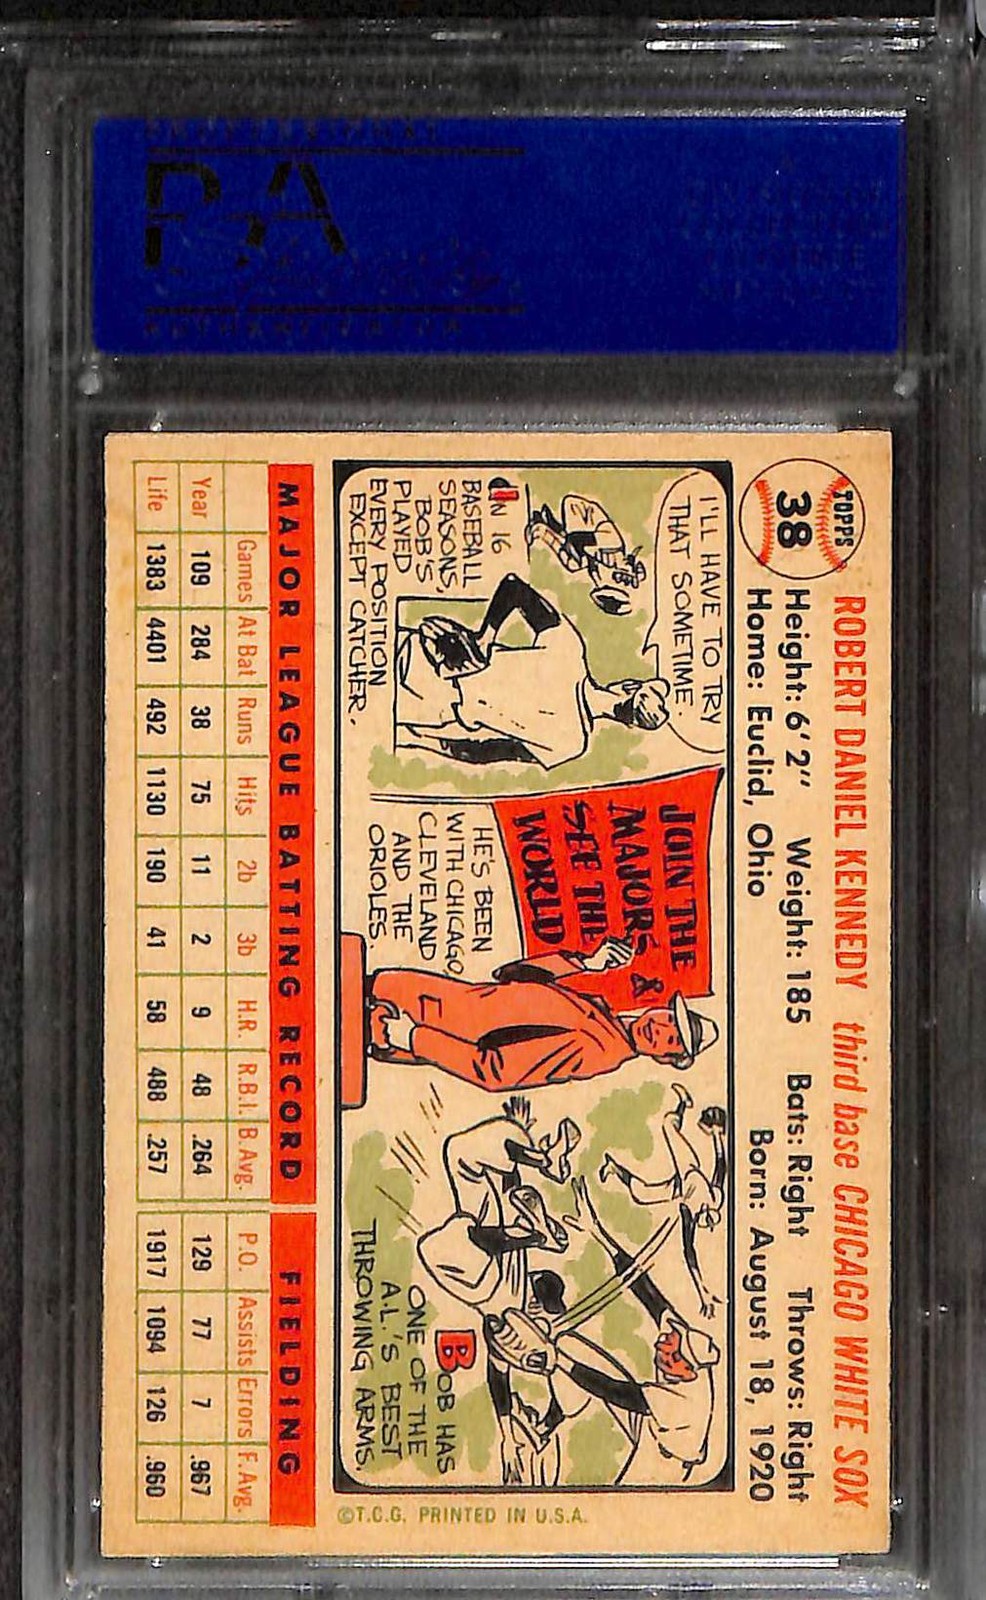 TOPPS
38
ROBERT DANIEL KENNEDY third base CHICAGO WHITE SOX
Height: 6' 2" Weight: 185 Bats: Right Throws: Right
Home: Euclid, Ohio Born: August 18, 1920
I'LL HAVE TO TRY
THAT SOMETIME.
IN 16
BASEBALL
SEASONS,
BOB'S
PLAYED
EVERY POSITION
EXCEPT CATCHER.
JOIN THE
MAJORS &
SEE THE
WORLD
HE'S BEEN
WITH CHICAGO,
CLEVELAND
AND THE
ORIOLES.
BOB HAS
ONE OF THE
A.L.'S BEST
THROWING ARMS.
©T.C.G. PRINTED IN U.S.A.
MAJOR LEAGUE BATTING RECORD FIELDING
Games At Bat Runs Hits 2b 3b H.R. R.B.I. B. Avg. P.O. Assists Errors F. Avg.
Year 109 284 38 75 11 2 9 48 .264 129 77 7 .967
Life 1383 4401 492 1130 190 41 58 488 .257 1917 1094 126 .960